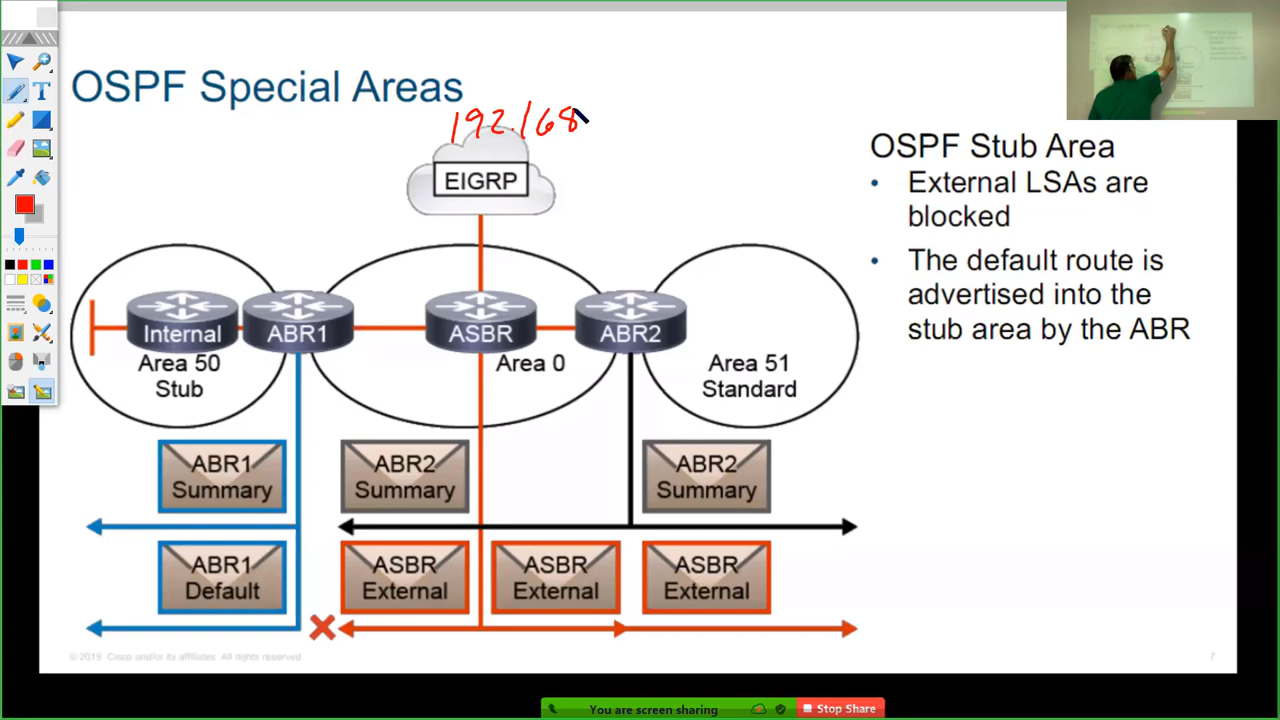 OSPF Special Areas
192.168
EIGRP
OSPF Stub Area
• External LSAs are
blocked
• The default route is
advertised into the
stub area by the ABR
Internal
ABR1
ASBR
ABR2
Area 50
Stub
Area 0
Area 51
Standard
ABR1
Summary
ABR2
Summary
ABR2
Summary
ABR1
Default
ASBR
External
ASBR
External
ASBR
External
© 2019 Cisco and/or its affiliates. All rights reserved
7
You are screen sharing
Stop Share